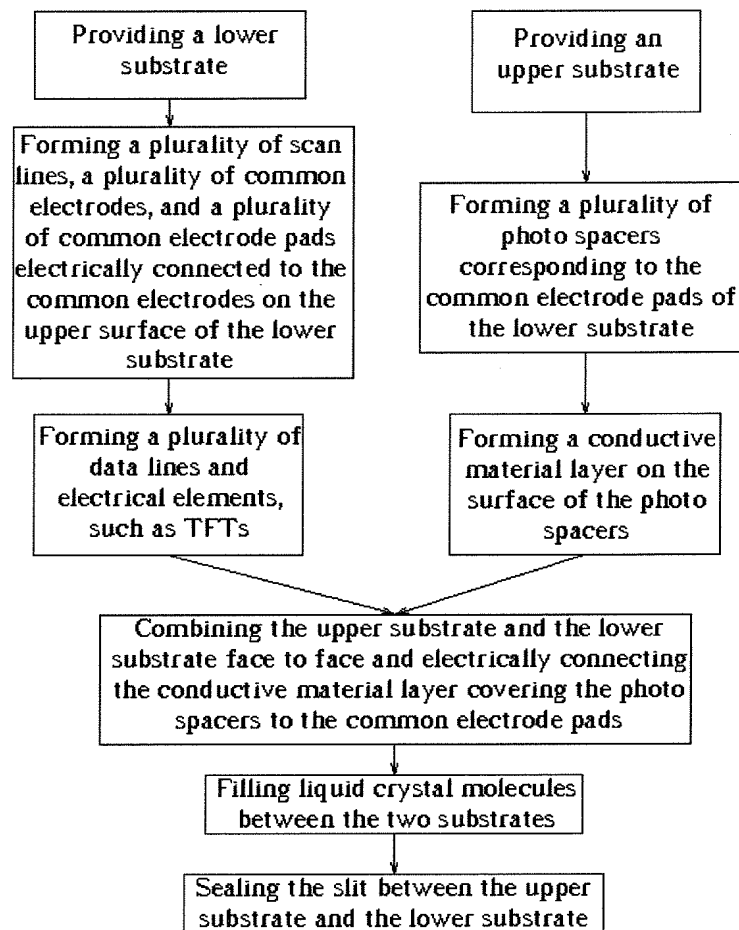 Providing a lower
substrate
Providing an
upper substrate
Forming a plurality of scan
lines, a plurality of common
electrodes, and a plurality
of common electrode pads
electrically connected to the
common electrodes on the
upper surface of the lower
substrate
Forming a plurality of
photo spacers
corresponding to the
common electrode pads of
the lower substrate
Forming a plurality of
data lines and
electrical elements,
such as TFTs
Forming a conductive
material layer on the
surface of the photo
spacers
Combining the upper substrate and the lower
substrate face to face and electrically connecting
the conductive material layer covering the photo
spacers to the common electrode pads
Filling liquid crystal molecules
between the two substrates
Sealing the slit between the upper
substrate and the lower substrate